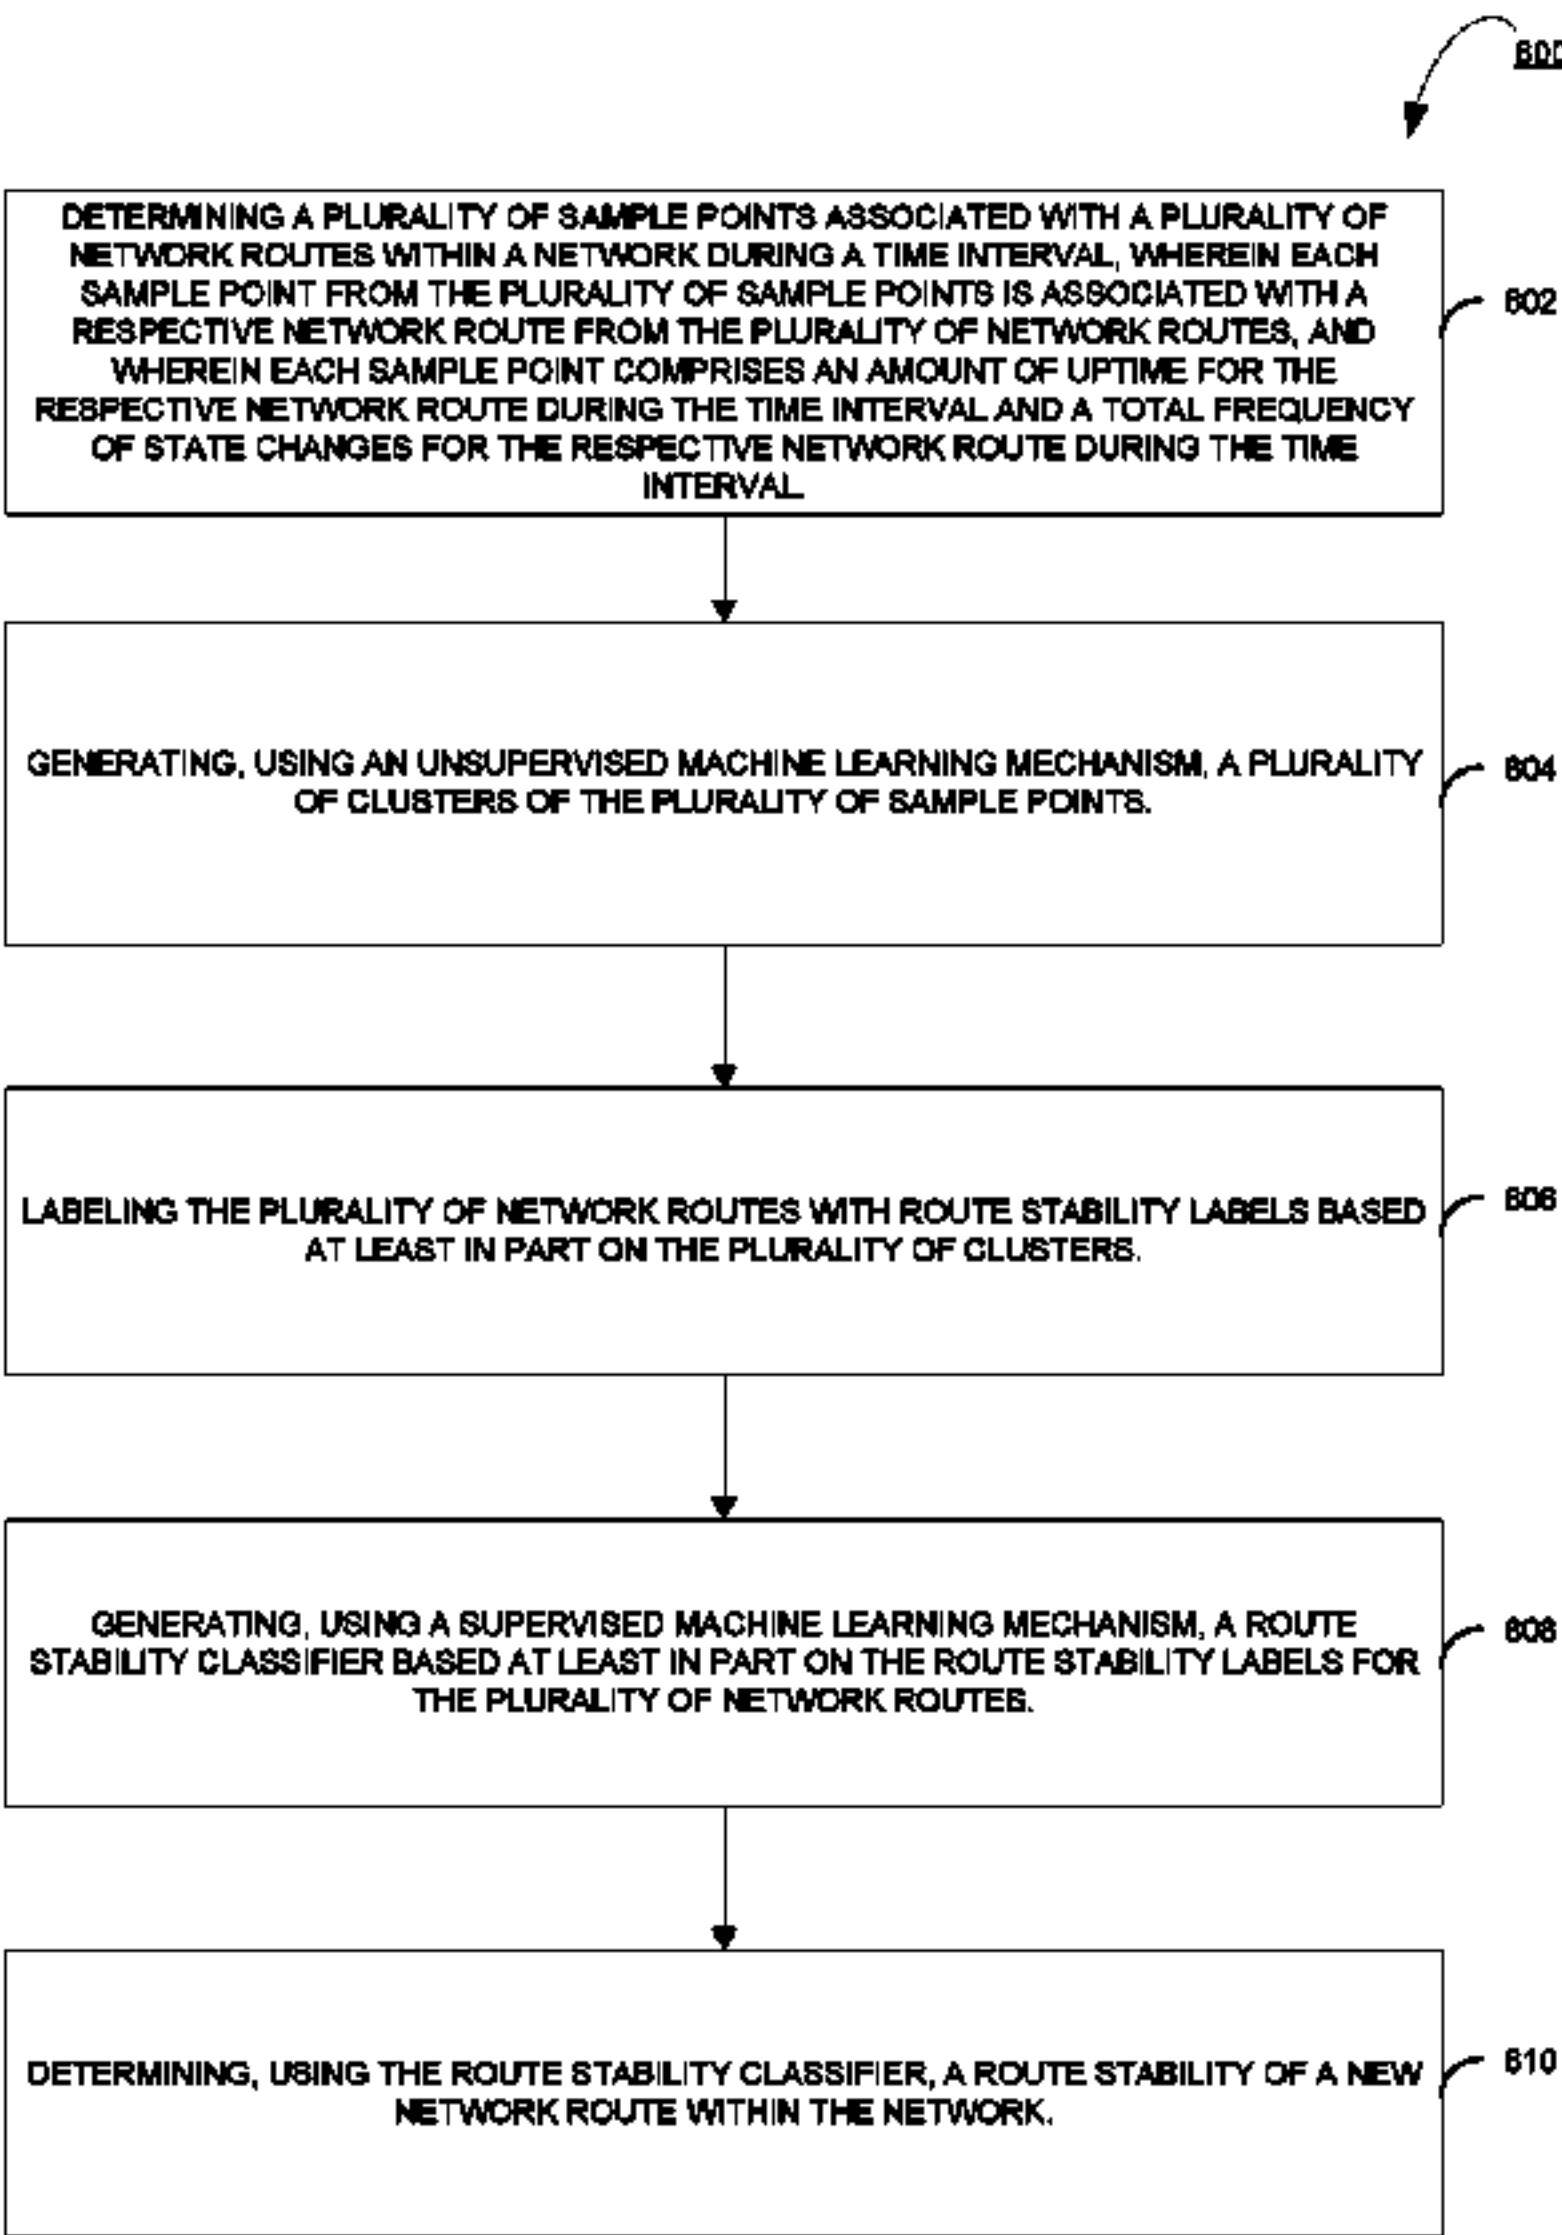 600
DETERMINING A PLURALITY OF SAMPLE POINTS ASSOCIATED WITH A PLURALITY OF
NETWORK ROUTES WITHIN A NETWORK DURING A TIME INTERVAL, WHEREIN EACH
SAMPLE POINT FROM THE PLURALITY OF SAMPLE POINTS IS ASSOCIATED WITH A
RESPECTIVE NETWORK ROUTE FROM THE PLURALITY OF NETWORK ROUTES, AND
WHEREIN EACH SAMPLE POINT COMPRISES AN AMOUNT OF UPTIME FOR THE
RESPECTIVE NETWORK ROUTE DURING THE TIME INTERVAL AND A TOTAL FREQUENCY
OF STATE CHANGES FOR THE RESPECTIVE NETWORK ROUTE DURING THE TIME
INTERVAL
602
GENERATING, USING AN UNSUPERVISED MACHINE LEARNING MECHANISM, A PLURALITY
OF CLUSTERS OF THE PLURALITY OF SAMPLE POINTS.
604
LABELING THE PLURALITY OF NETWORK ROUTES WITH ROUTE STABILITY LABELS BASED
AT LEAST IN PART ON THE PLURALITY OF CLUSTERS.
606
GENERATING, USING A SUPERVISED MACHINE LEARNING MECHANISM, A ROUTE
STABILITY CLASSIFIER BASED AT LEAST IN PART ON THE ROUTE STABILITY LABELS FOR
THE PLURALITY OF NETWORK ROUTES.
608
DETERMINING, USING THE ROUTE STABILITY CLASSIFIER, A ROUTE STABILITY OF A NEW
NETWORK ROUTE WITHIN THE NETWORK.
610